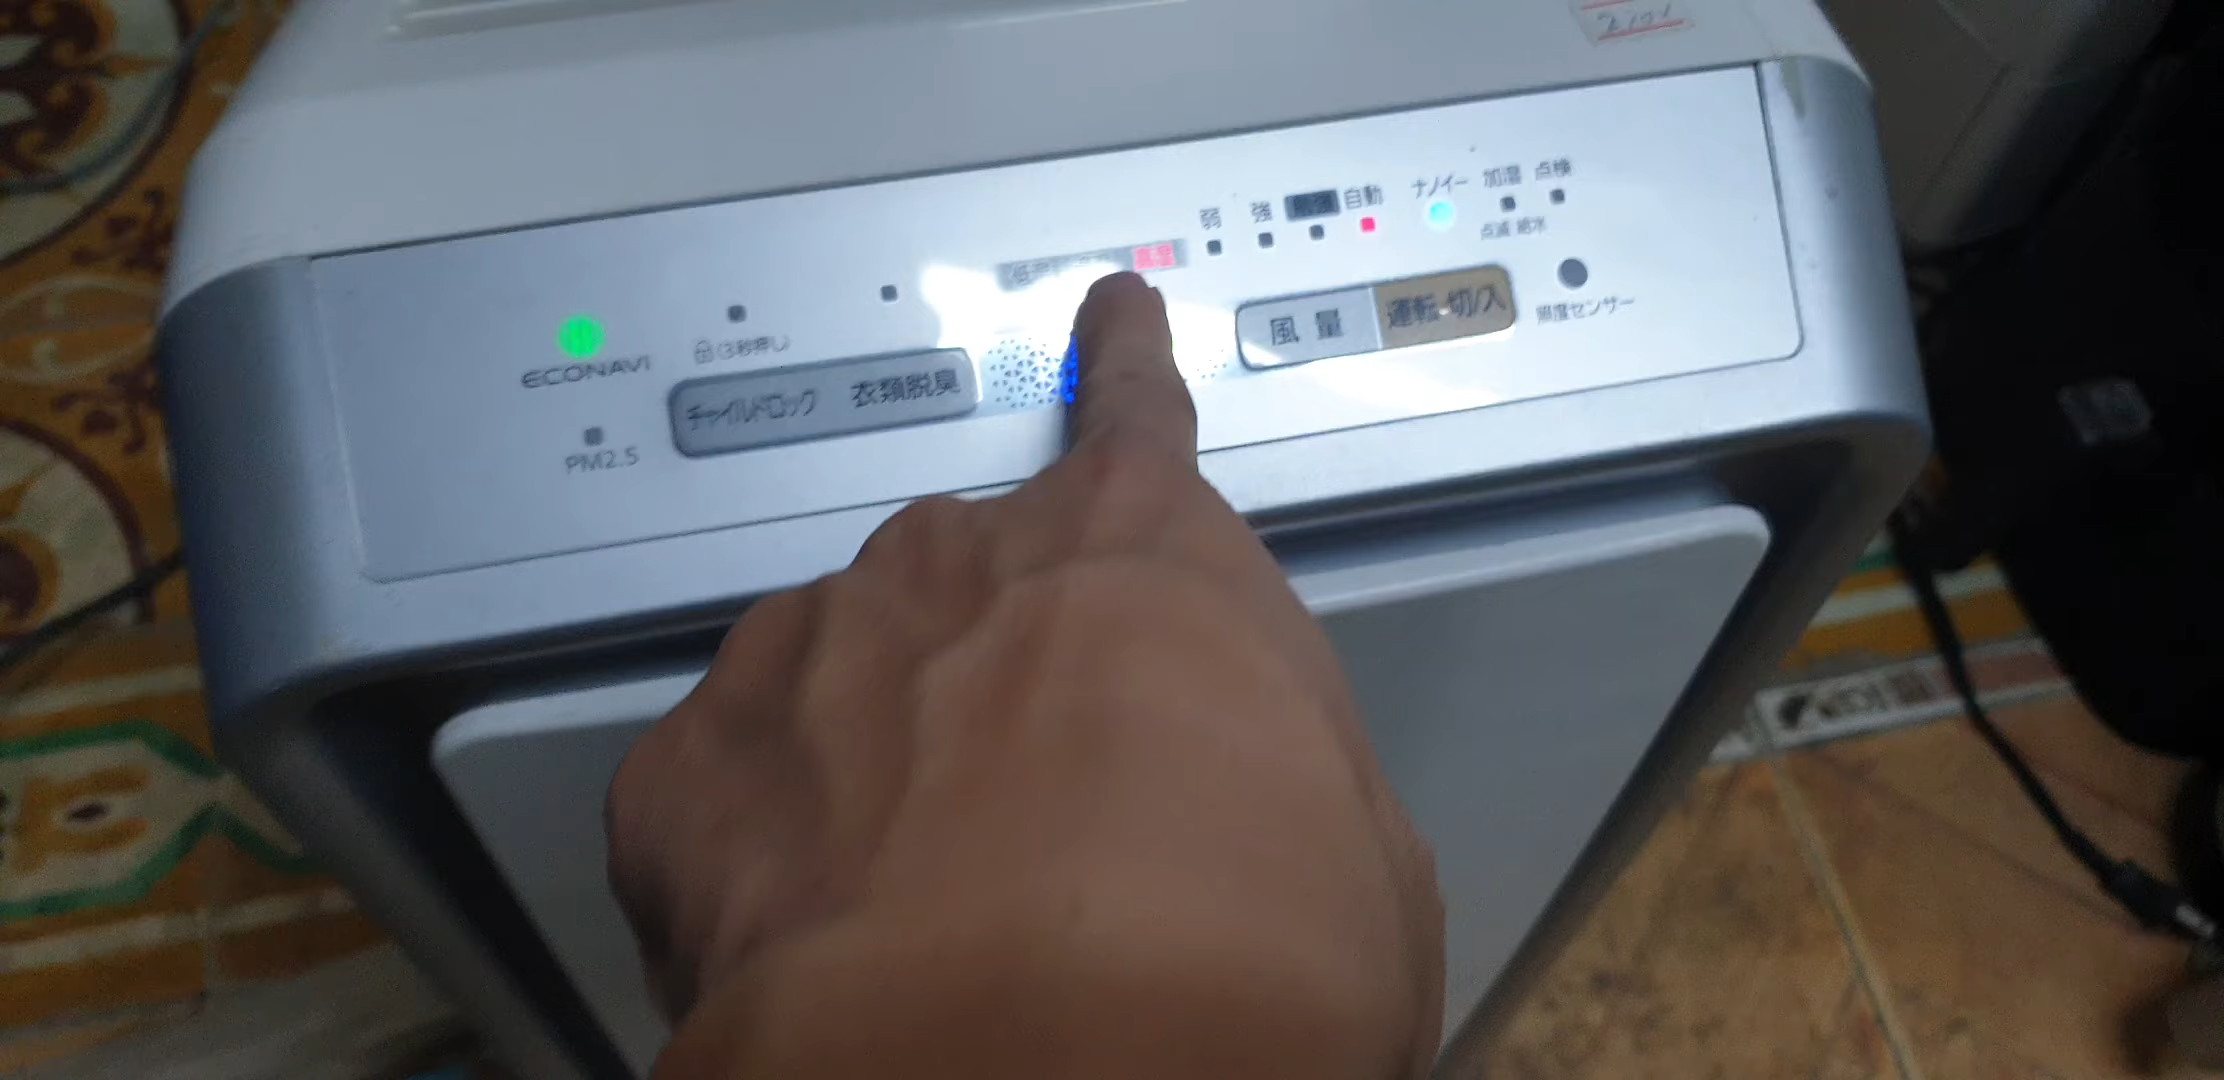 弱 強 自動 ナノイー 加湿 点検
点滅 給水
高湿
ECONAVI
(3秒押し)
チャイルドロック 衣類脱臭
風量 運転 切/入
照度センサー
PM2.5